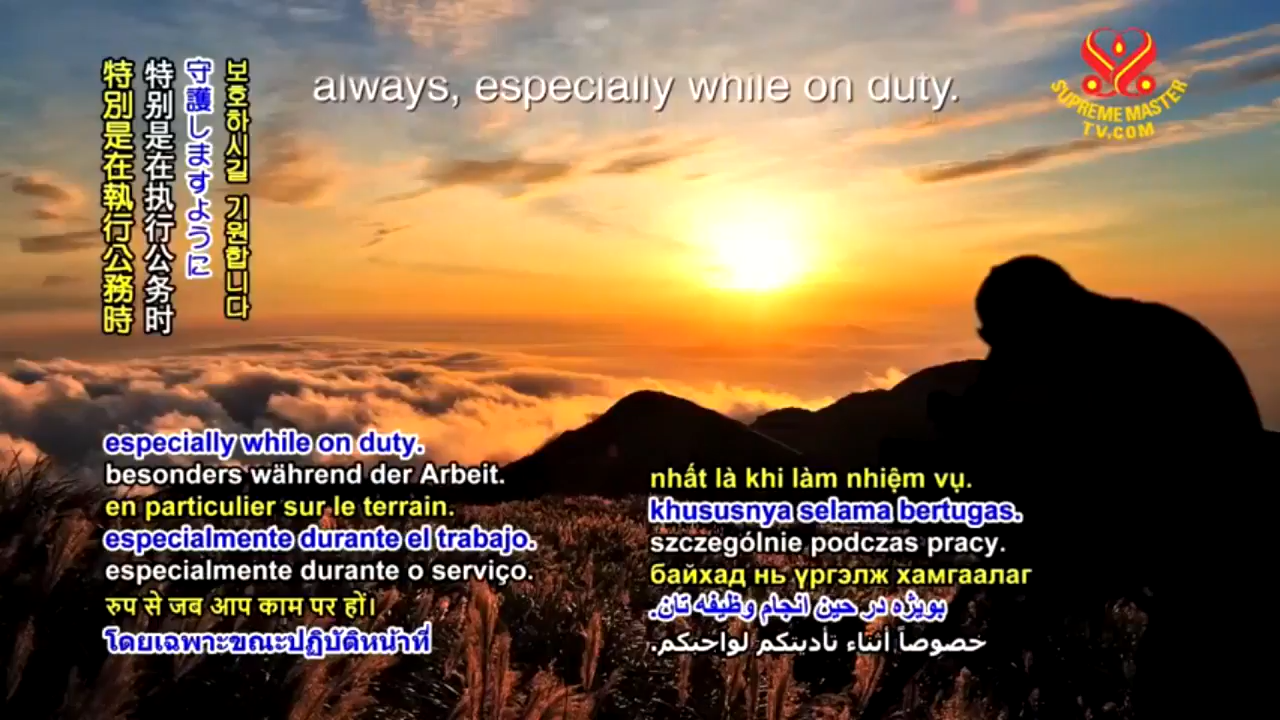 always, especially while on duty.
SUPREME MASTER
TV.COM
特別是在執行公務時
特别是在执行公务时
守護しますように
보호하시길 기원합니다
especially while on duty.
besonders während der Arbeit.
en particulier sur le terrain.
especialmente durante el trabajo.
especialmente durante o serviço.
रुप से जब आप काम पर हों।
โดยเฉพาะขณะปฏิบัติหน้าที่
nhất là khi làm nhiệm vụ.
khususnya selama bertugas.
szczególnie podczas pracy.
байхад нь үргэлж хамгаалаг
بویژه در حین انجام وظیفه تان.
خصوصاً أثناء تأديتكم لواجبكم.